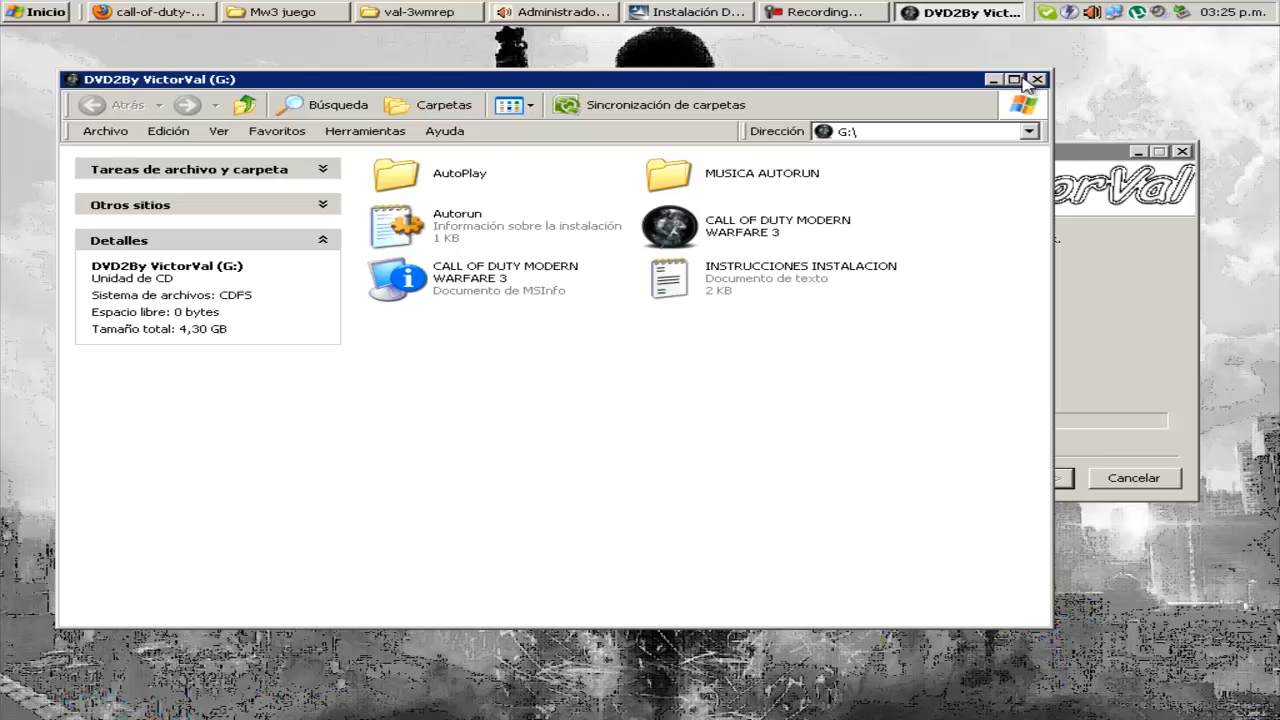 Inicio
call-of-duty-...
Mw3 juego
val-3wmrep
Administrado...
Instalación D...
Recording...
DVD2By Vict...
03:25 p.m.
DVD2By VictorVal (G:)
Atrás
Búsqueda
Carpetas
Sincronización de carpetas
Archivo
Edición
Ver
Favoritos
Herramientas
Ayuda
Dirección
G:\
Tareas de archivo y carpeta
Otros sitios
Detalles
DVD2By VictorVal (G:)
Unidad de CD
Sistema de archivos: CDFS
Espacio libre: 0 bytes
Tamaño total: 4,30 GB
AutoPlay
MUSICA AUTORUN
Autorun
Información sobre la instalación
1 KB
CALL OF DUTY MODERN
WARFARE 3
CALL OF DUTY MODERN
WARFARE 3
Documento de MSInfo
INSTRUCCIONES INSTALACION
Documento de texto
2 KB
orVal
>
Cancelar